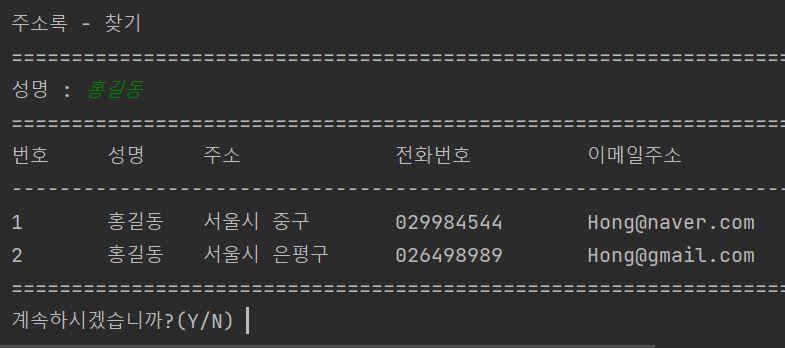 주소록 - 찾기
=================================================================
성명 : 홍길동
=================================================================
번호 성명 주소 전화번호 이메일주소
-----------------------------------------------------------------
1 홍길동 서울시 중구 029984544 Hong@naver.com
2 홍길동 서울시 은평구 026498989 Hong@gmail.com
=================================================================
계속하시겠습니까?(Y/N)